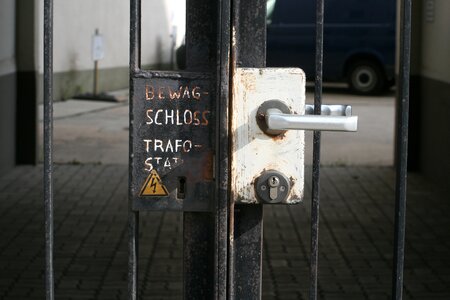 BEWAG-
SCHLOSS
TRAFO-
STAT